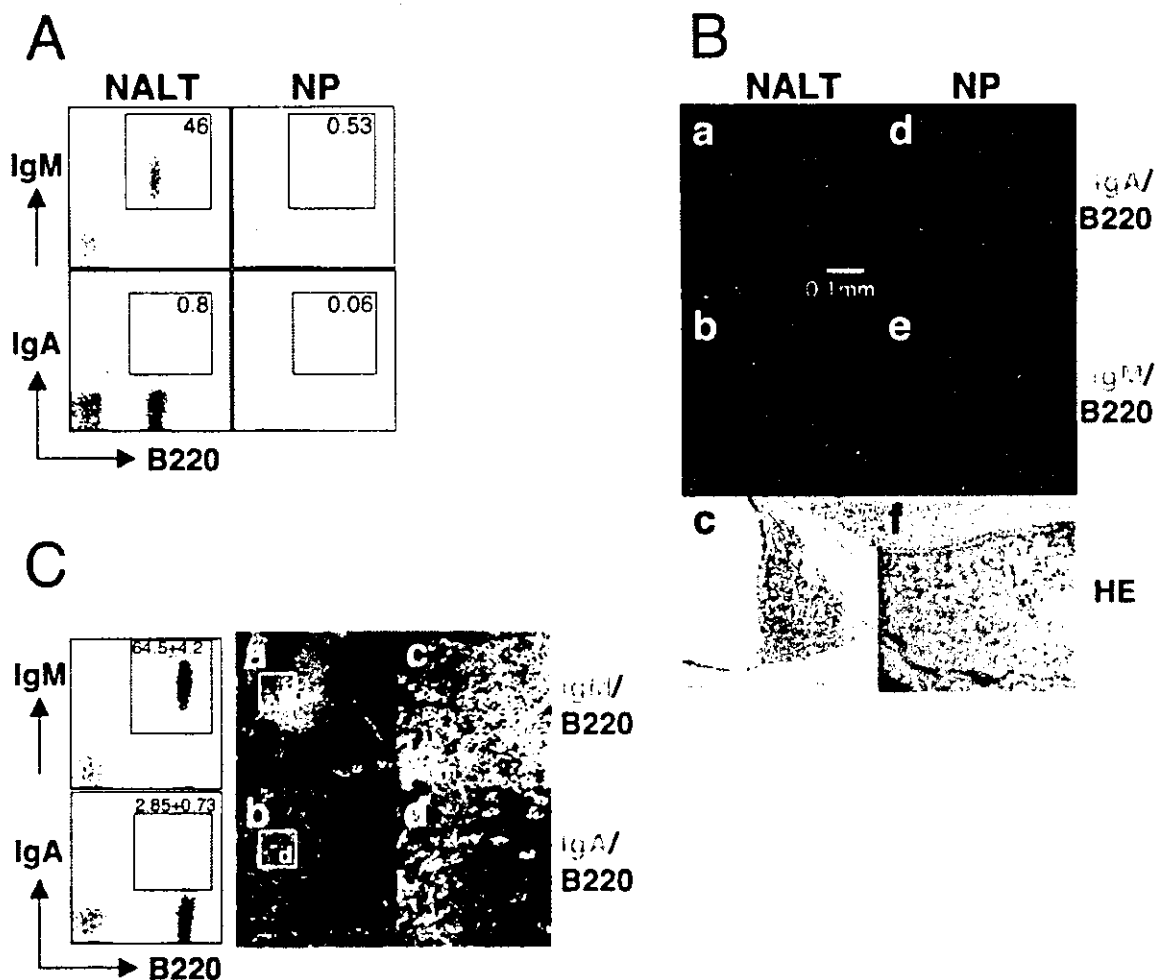 A
NALT NP
IgM
46
0.53
IgA
0.8
0.06
B220
B
NALT NP
a
d
IgA/
B220
0.1mm
b
e
IgM/
B220
c
f
HE
C
IgM
64.5+4.2
a
c
IgM/
B220
IgA
2.85+0.73
b
d
d
IgA/
B220
B220